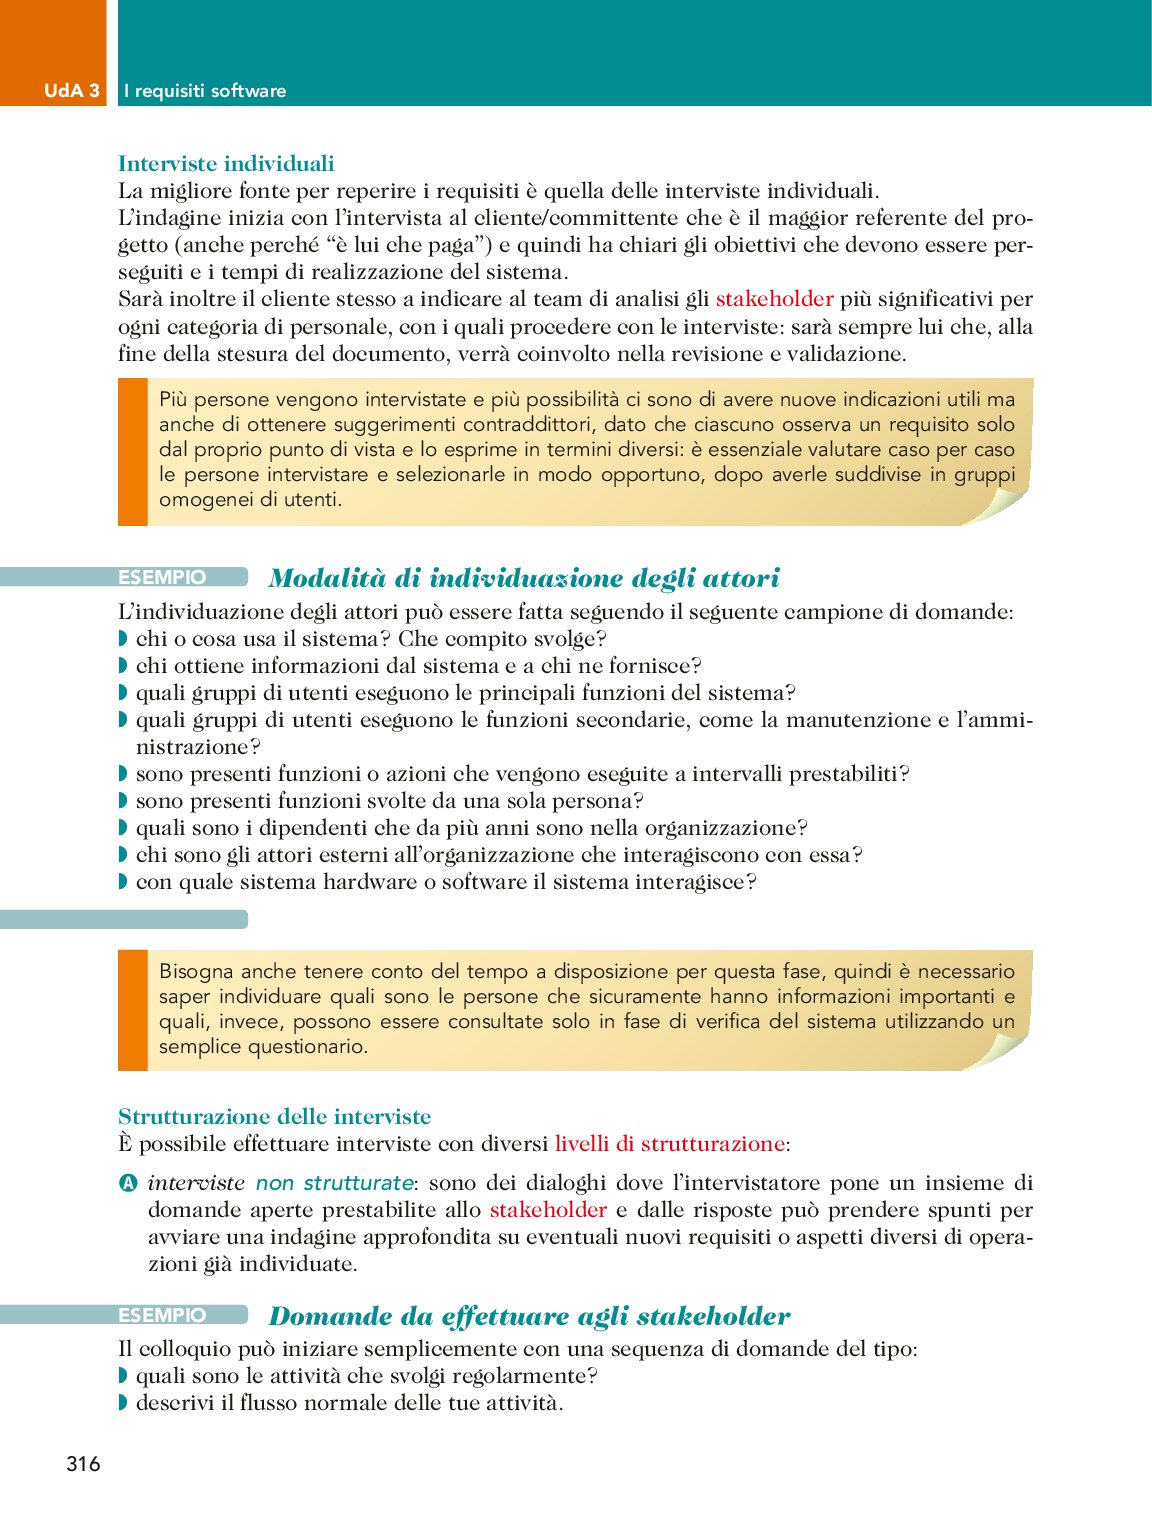 UdA 3 I requisiti software
Interviste individuali
La migliore fonte per reperire i requisiti è quella delle interviste individuali.
L’indagine inizia con l’intervista al cliente/committente che è il maggior referente del pro-
getto (anche perché “è lui che paga”) e quindi ha chiari gli obiettivi che devono essere per-
seguiti e i tempi di realizzazione del sistema.
Sarà inoltre il cliente stesso a indicare al team di analisi gli stakeholder più significativi per
ogni categoria di personale, con i quali procedere con le interviste: sarà sempre lui che, alla
fine della stesura del documento, verrà coinvolto nella revisione e validazione.
Più persone vengono intervistate e più possibilità ci sono di avere nuove indicazioni utili ma
anche di ottenere suggerimenti contraddittori, dato che ciascuno osserva un requisito solo
dal proprio punto di vista e lo esprime in termini diversi: è essenziale valutare caso per caso
le persone intervistare e selezionarle in modo opportuno, dopo averle suddivise in gruppi
omogenei di utenti.
ESEMPIO Modalità di individuazione degli attori
L’individuazione degli attori può essere fatta seguendo il seguente campione di domande:
◗ chi o cosa usa il sistema? Che compito svolge?
◗ chi ottiene informazioni dal sistema e a chi ne fornisce?
◗ quali gruppi di utenti eseguono le principali funzioni del sistema?
◗ quali gruppi di utenti eseguono le funzioni secondarie, come la manutenzione e l’ammi-
nistrazione?
◗ sono presenti funzioni o azioni che vengono eseguite a intervalli prestabiliti?
◗ sono presenti funzioni svolte da una sola persona?
◗ quali sono i dipendenti che da più anni sono nella organizzazione?
◗ chi sono gli attori esterni all’organizzazione che interagiscono con essa?
◗ con quale sistema hardware o software il sistema interagisce?
Bisogna anche tenere conto del tempo a disposizione per questa fase, quindi è necessario
saper individuare quali sono le persone che sicuramente hanno informazioni importanti e
quali, invece, possono essere consultate solo in fase di verifica del sistema utilizzando un
semplice questionario.
Strutturazione delle interviste
È possibile effettuare interviste con diversi livelli di strutturazione:
A interviste non strutturate: sono dei dialoghi dove l’intervistatore pone un insieme di
domande aperte prestabilite allo stakeholder e dalle risposte può prendere spunti per
avviare una indagine approfondita su eventuali nuovi requisiti o aspetti diversi di opera-
zioni già individuate.
ESEMPIO Domande da effettuare agli stakeholder
Il colloquio può iniziare semplicemente con una sequenza di domande del tipo:
◗ quali sono le attività che svolgi regolarmente?
◗ descrivi il flusso normale delle tue attività.
316